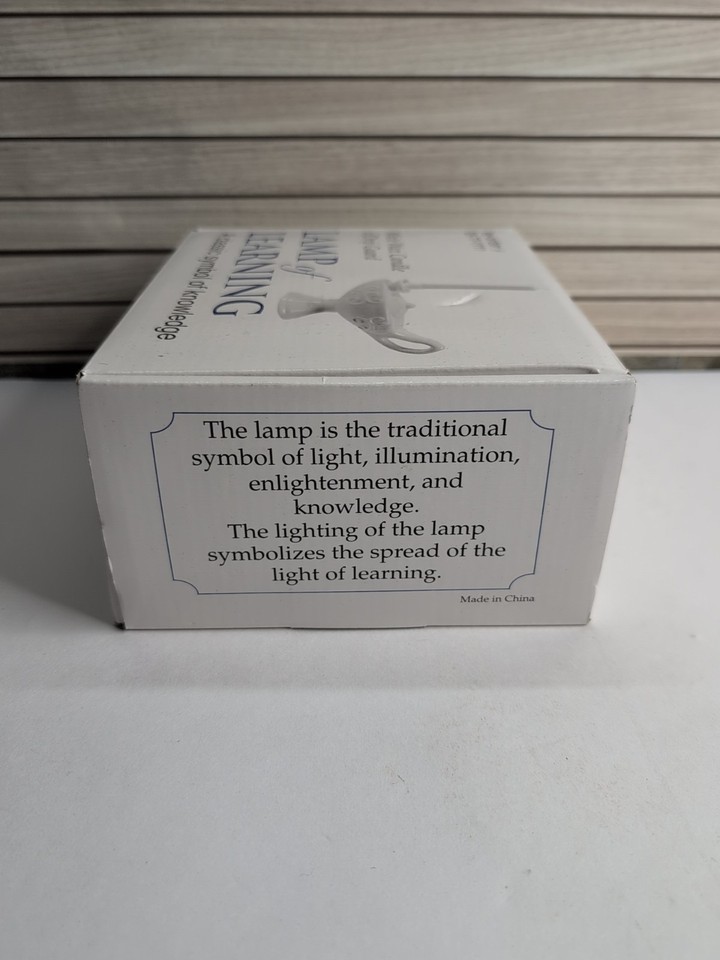 LAMP of
LEARNING
A classic symbol of knowledge
The lamp is the traditional
symbol of light, illumination,
enlightenment, and
knowledge.
The lighting of the lamp
symbolizes the spread of the
light of learning.
Made in China